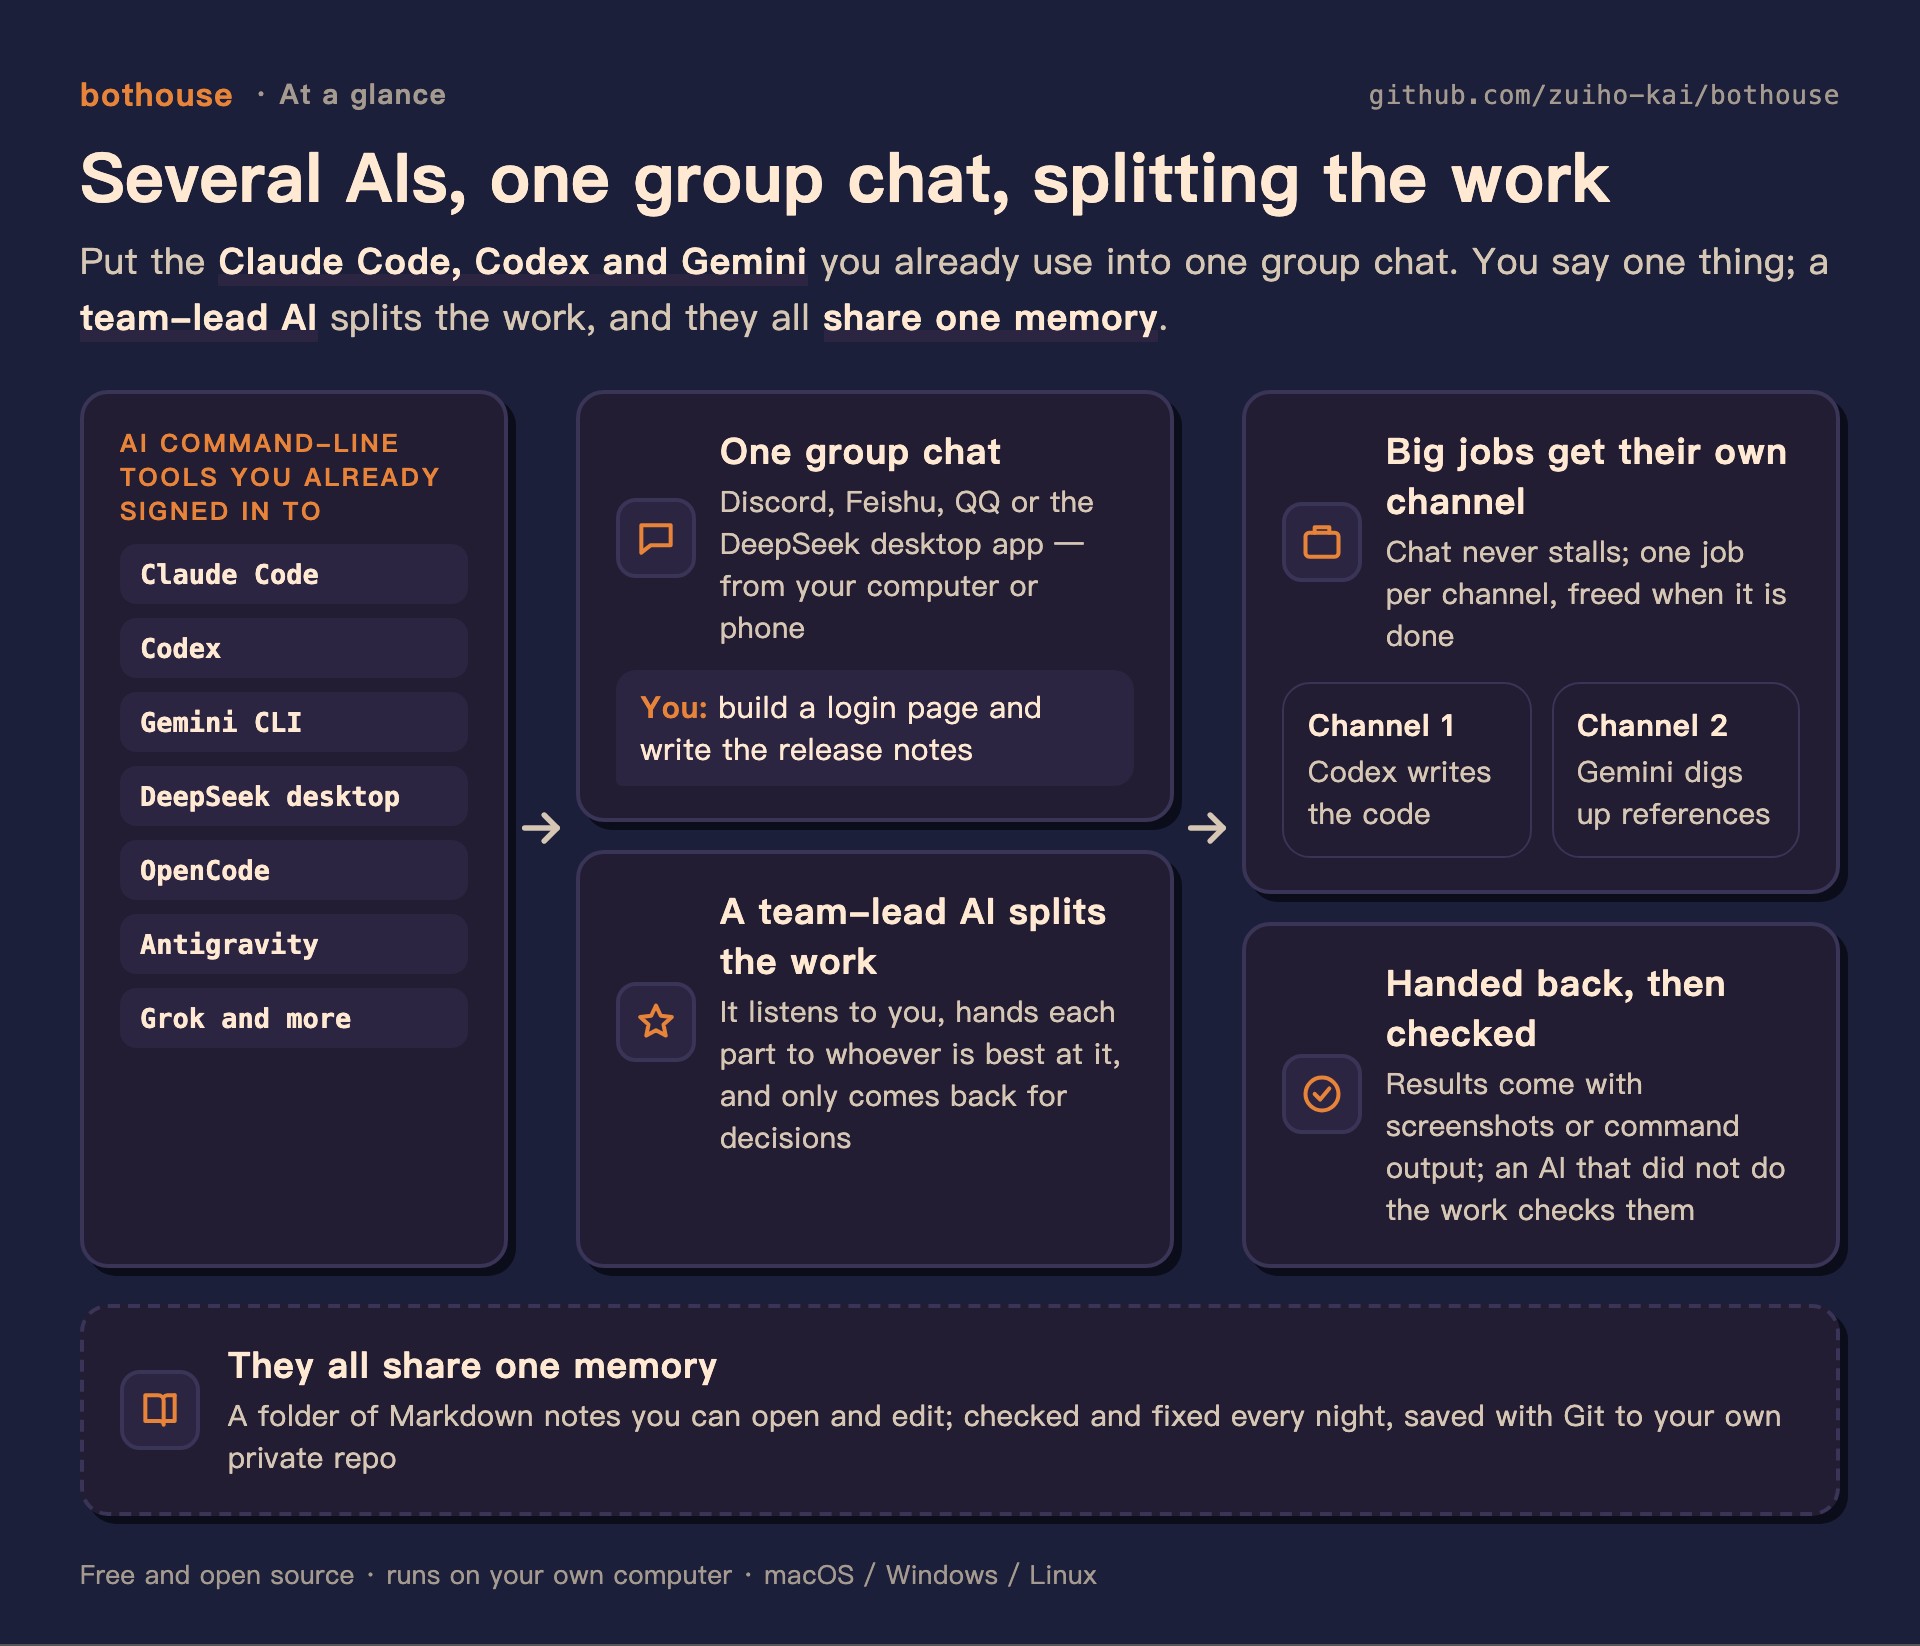 bothouse · At a glance
github.com/zuiho-kai/bothouse
Several AIs, one group chat, splitting the work
Put the Claude Code, Codex and Gemini you already use into one group chat. You say one thing; a
team-lead AI splits the work, and they all share one memory.
AI COMMAND-LINE
TOOLS YOU ALREADY
SIGNED IN TO
Claude Code
Codex
Gemini CLI
DeepSeek desktop
OpenCode
Antigravity
Grok and more
One group chat
Discord, Feishu, QQ or the
DeepSeek desktop app —
from your computer or
phone
You: build a login page and
write the release notes
A team-lead AI splits
the work
It listens to you, hands each
part to whoever is best at it,
and only comes back for
decisions
Big jobs get their own
channel
Chat never stalls; one job
per channel, freed when it is
done
Channel 1
Codex writes
the code
Channel 2
Gemini digs
up references
Handed back, then
checked
Results come with
screenshots or command
output; an AI that did not do
the work checks them
They all share one memory
A folder of Markdown notes you can open and edit; checked and fixed every night, saved with Git to your own
private repo
Free and open source · runs on your own computer · macOS / Windows / Linux